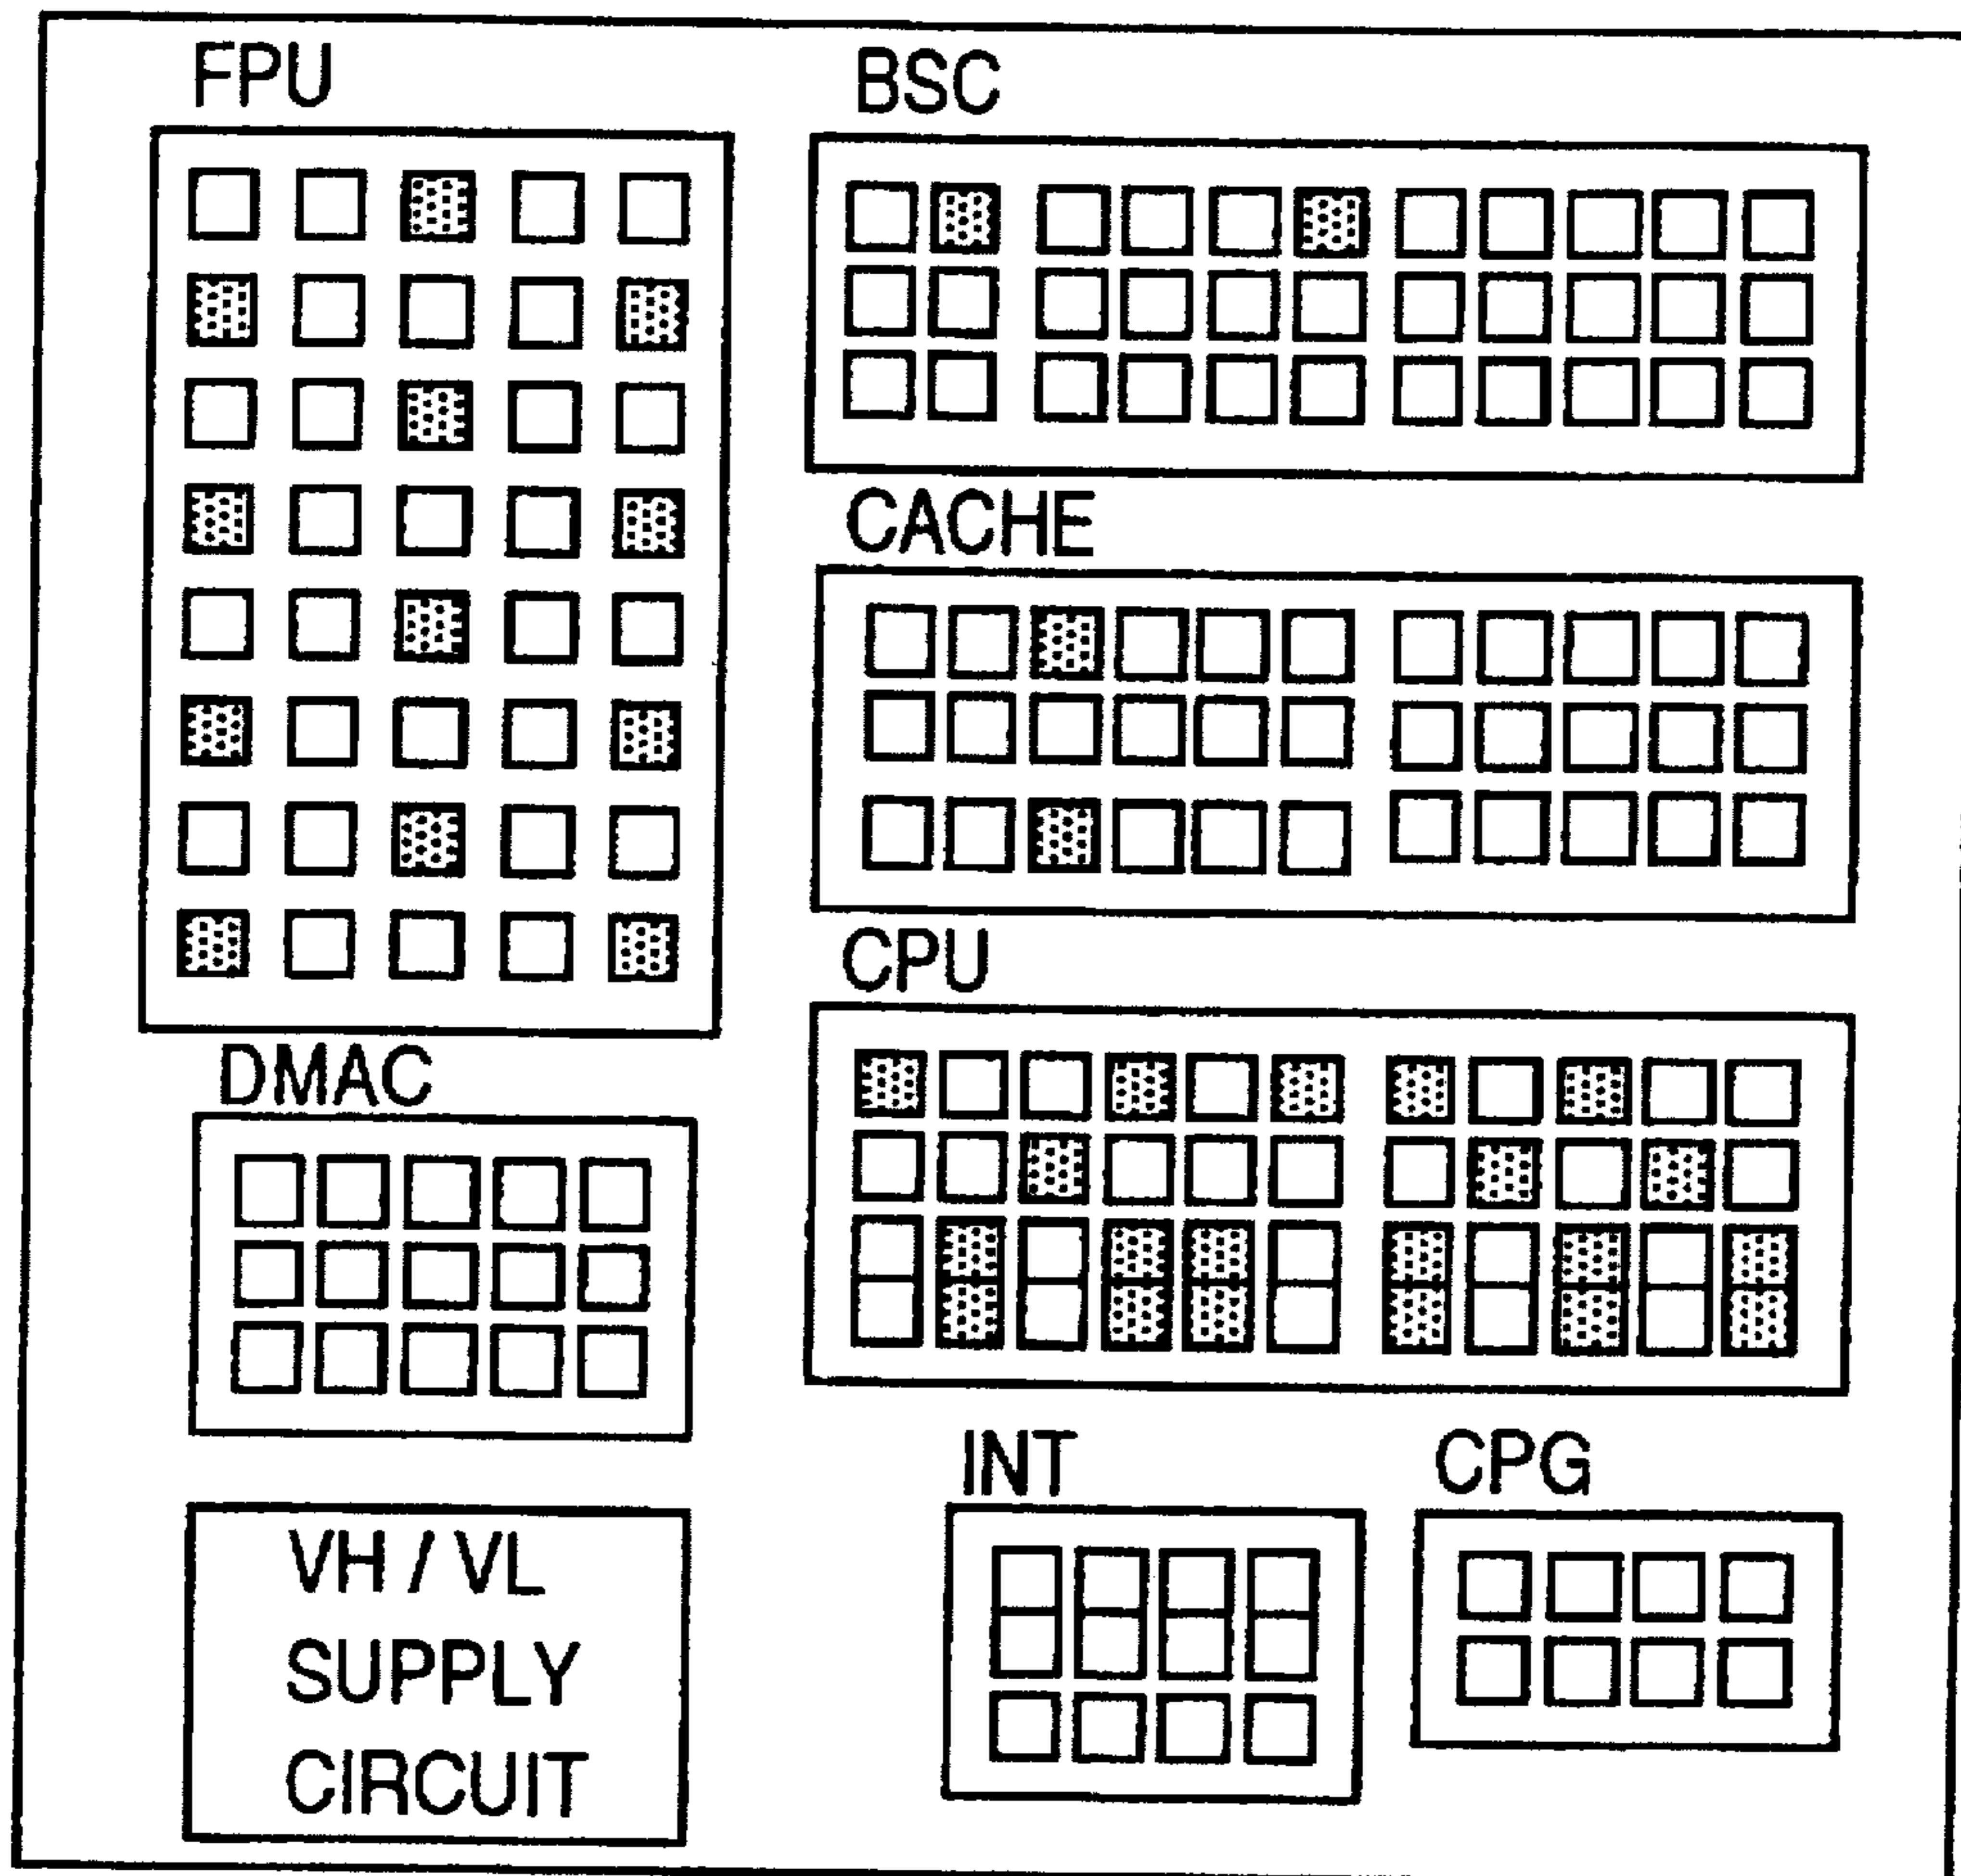 FPU
BSC
CACHE
CPU
DMAC
INT
CPG
VH / VL
SUPPLY
CIRCUIT